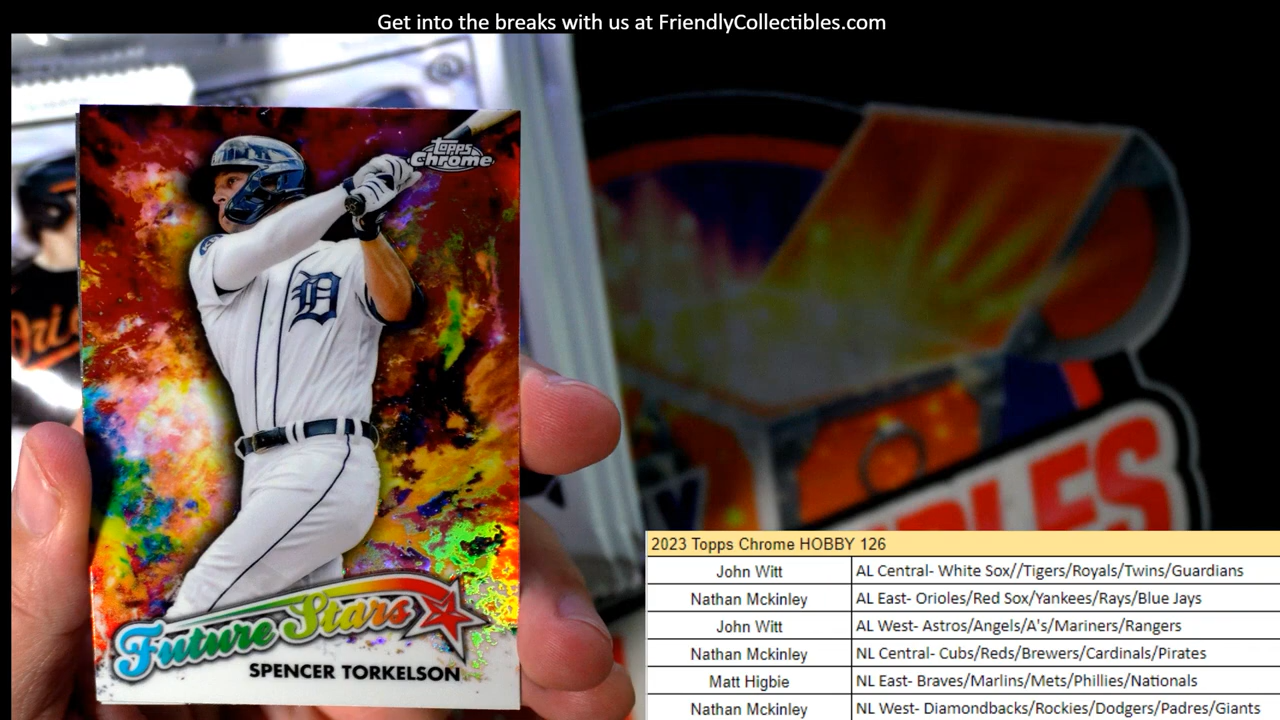 Get into the breaks with us at FriendlyCollectibles.com
Topps
Chrome
D
Ori
Future Stars
SPENCER TORKELSON
LES
2023 Topps Chrome HOBBY 126
John Witt AL Central- White Sox//Tigers/Royals/Twins/Guardians
Nathan Mckinley AL East- Orioles/Red Sox/Yankees/Rays/Blue Jays
John Witt AL West- Astros/Angels/A's/Mariners/Rangers
Nathan Mckinley NL Central- Cubs/Reds/Brewers/Cardinals/Pirates
Matt Higbie NL East- Braves/Marlins/Mets/Phillies/Nationals
Nathan Mckinley NL West- Diamondbacks/Rockies/Dodgers/Padres/Giants